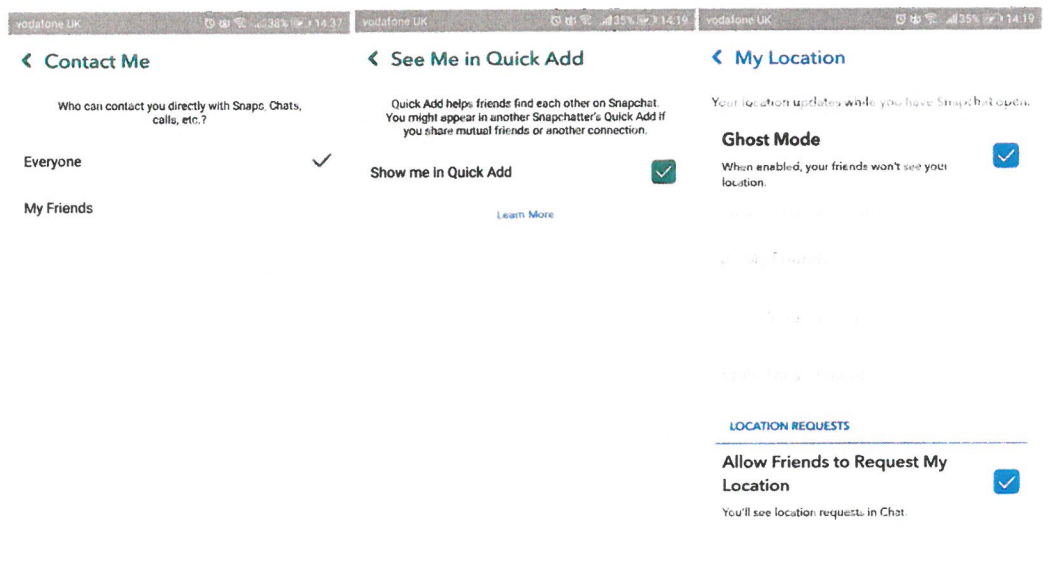 vodafone UK 38% 14:37
Contact Me
Who can contact you directly with Snaps, Chats,
calls, etc.?
Everyone
My Friends
vodafone UK 35% 14:19
See Me in Quick Add
Quick Add helps friends find each other on Snapchat.
You might appear in another Snapchatter's Quick Add if
you share mutual friends or another connection.
Show me in Quick Add
Learn More
vodafone UK 35% 14:19
My Location
Your location updates while you have Snapchat open.
Ghost Mode
When enabled, your friends won't see your
location.
LOCATION REQUESTS
Allow Friends to Request My
Location
You'll see location requests in Chat.